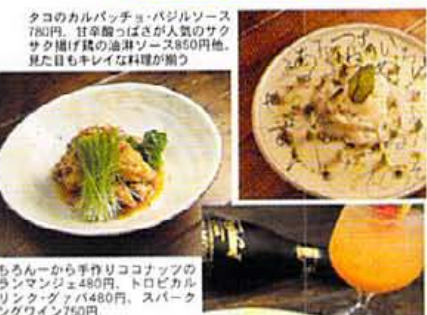 タコのカルパッチョ・バジルソース
780円、甘辛酸っぱさが人気のサク
サク揚げ鶏の油淋ソース850円他、
見た目もキレイな料理が揃う
ちろん一から手作りココナッツの
ランマンジェ480円、トロピカル
リンク・グァバ480円、スパーク
ングワイン750円